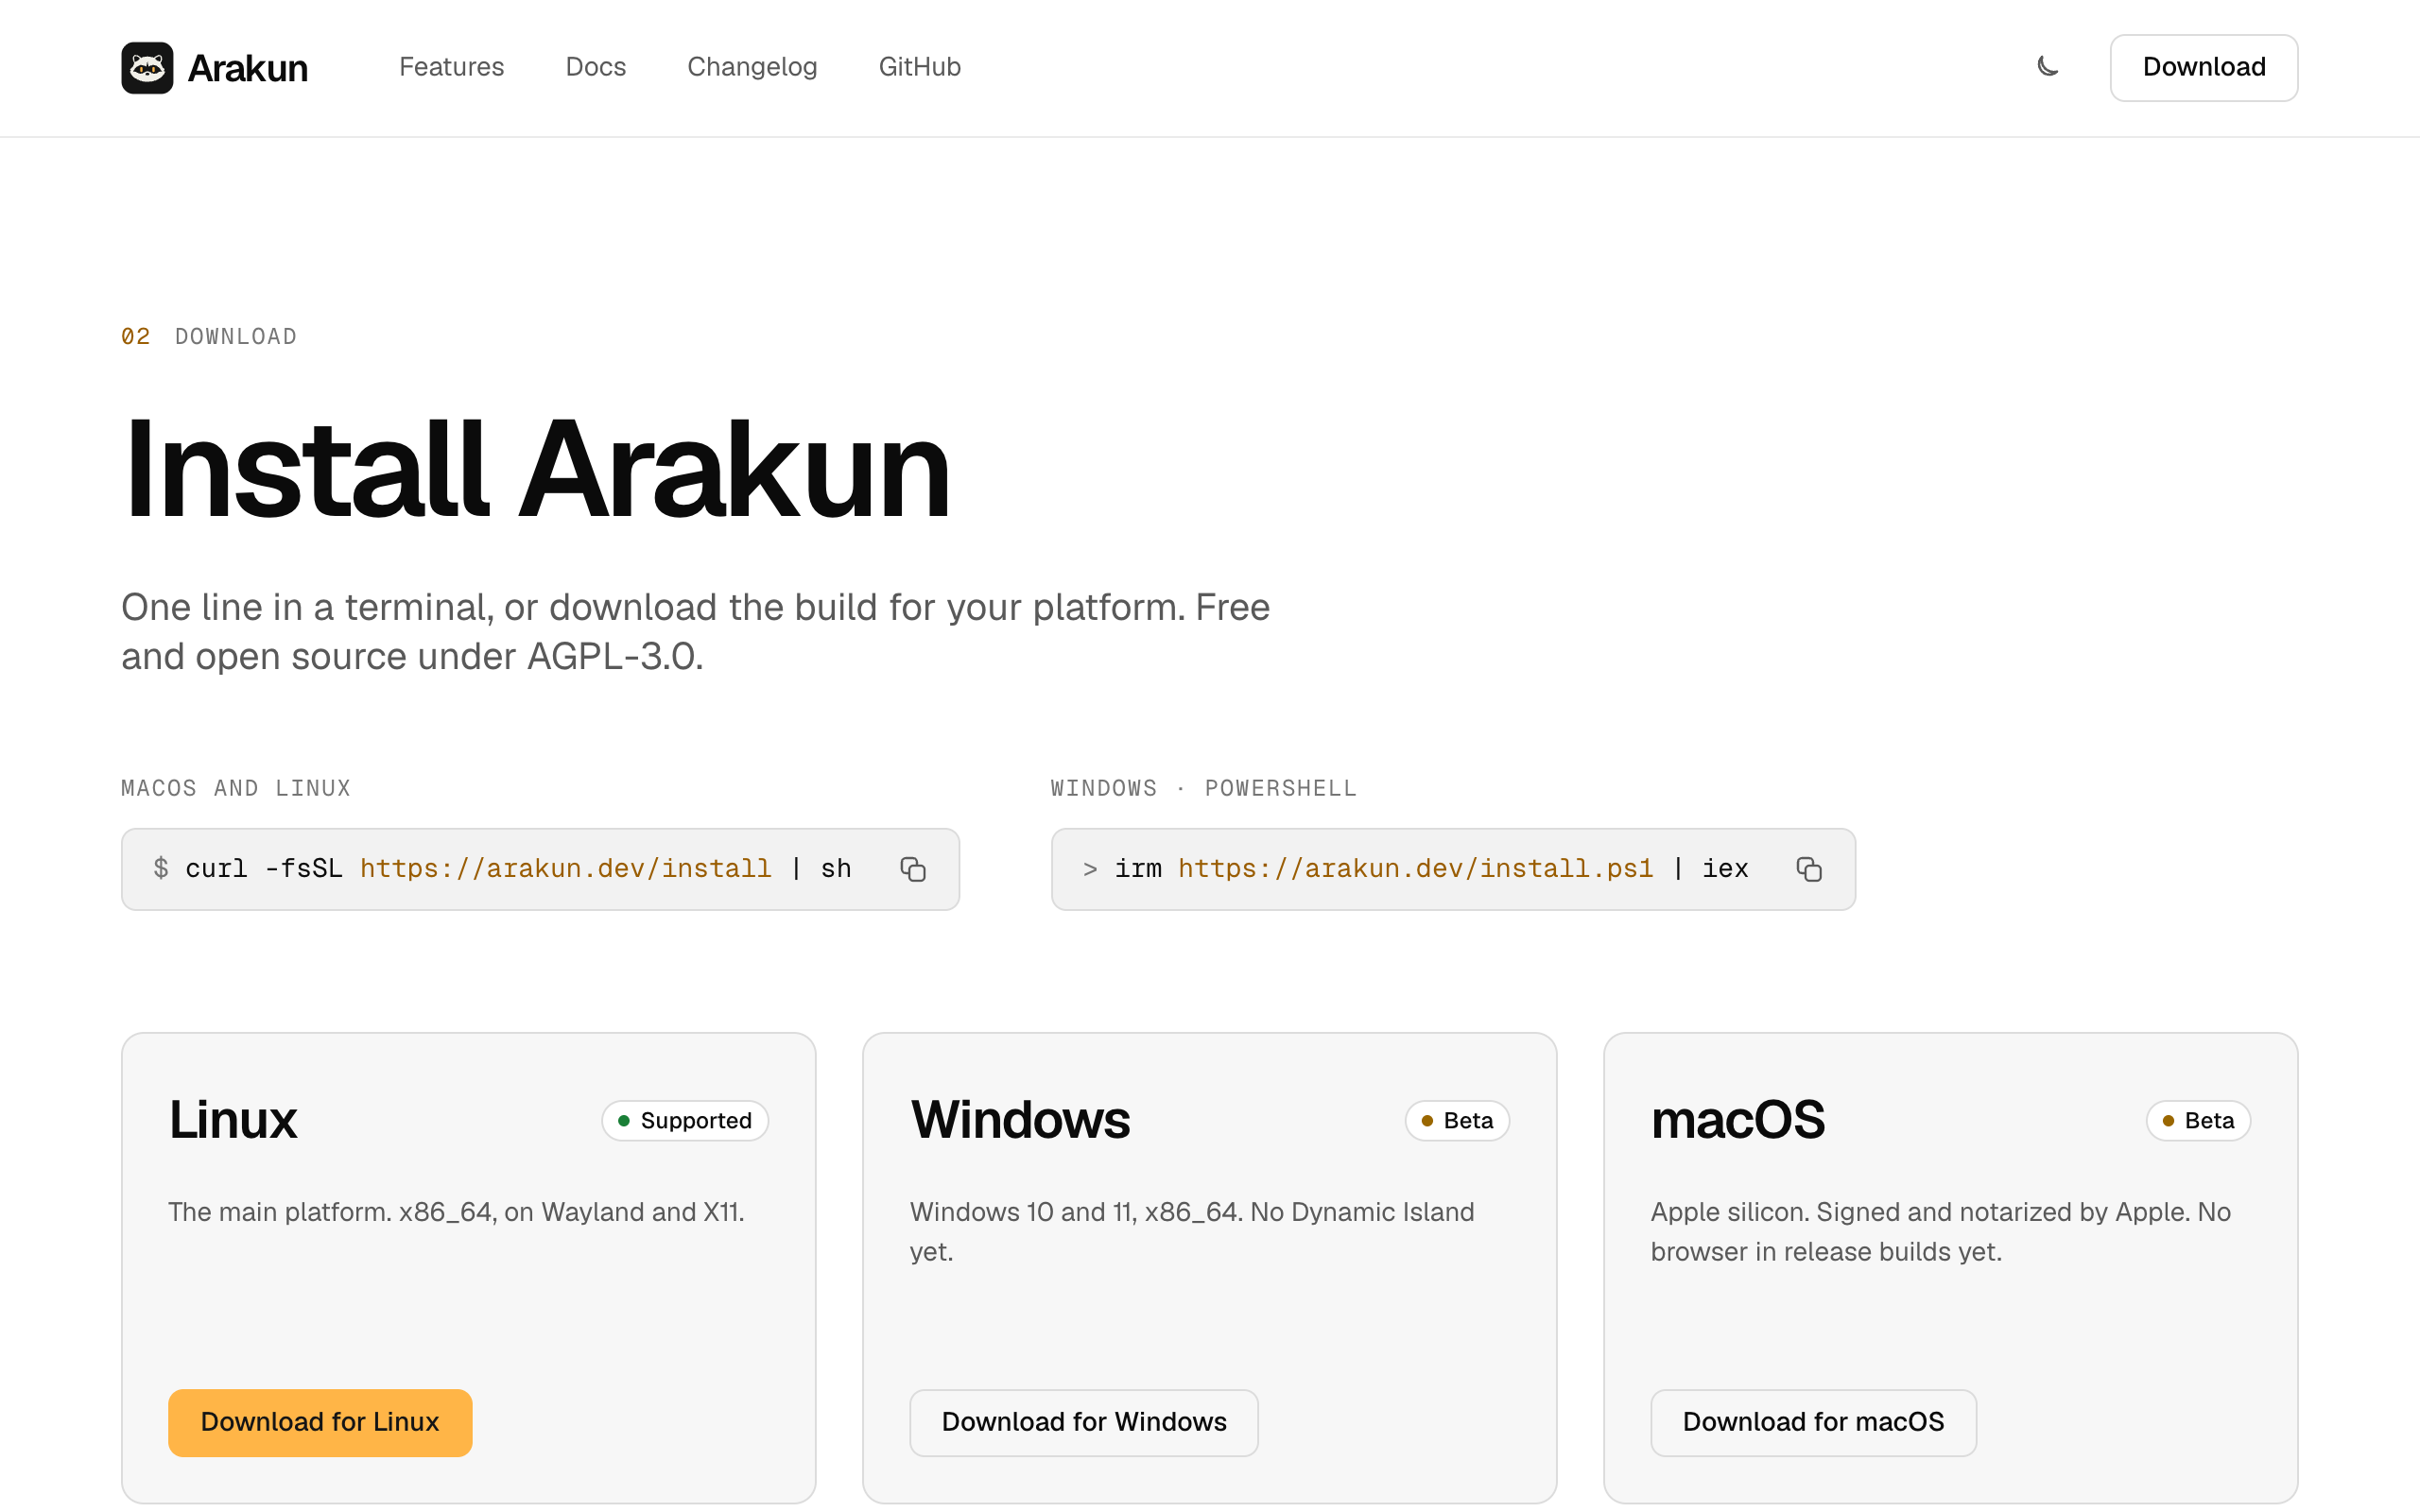 Arakun
Features
Docs
Changelog
GitHub
Download
02 DOWNLOAD
Install Arakun
One line in a terminal, or download the build for your platform. Free
and open source under AGPL-3.0.
MACOS AND LINUX
$ curl -fsSL https://arakun.dev/install | sh
WINDOWS · POWERSHELL
> irm https://arakun.dev/install.ps1 | iex
Linux
Supported
The main platform. x86_64, on Wayland and X11.
Download for Linux
Windows
Beta
Windows 10 and 11, x86_64. No Dynamic Island
yet.
Download for Windows
macOS
Beta
Apple silicon. Signed and notarized by Apple. No
browser in release builds yet.
Download for macOS